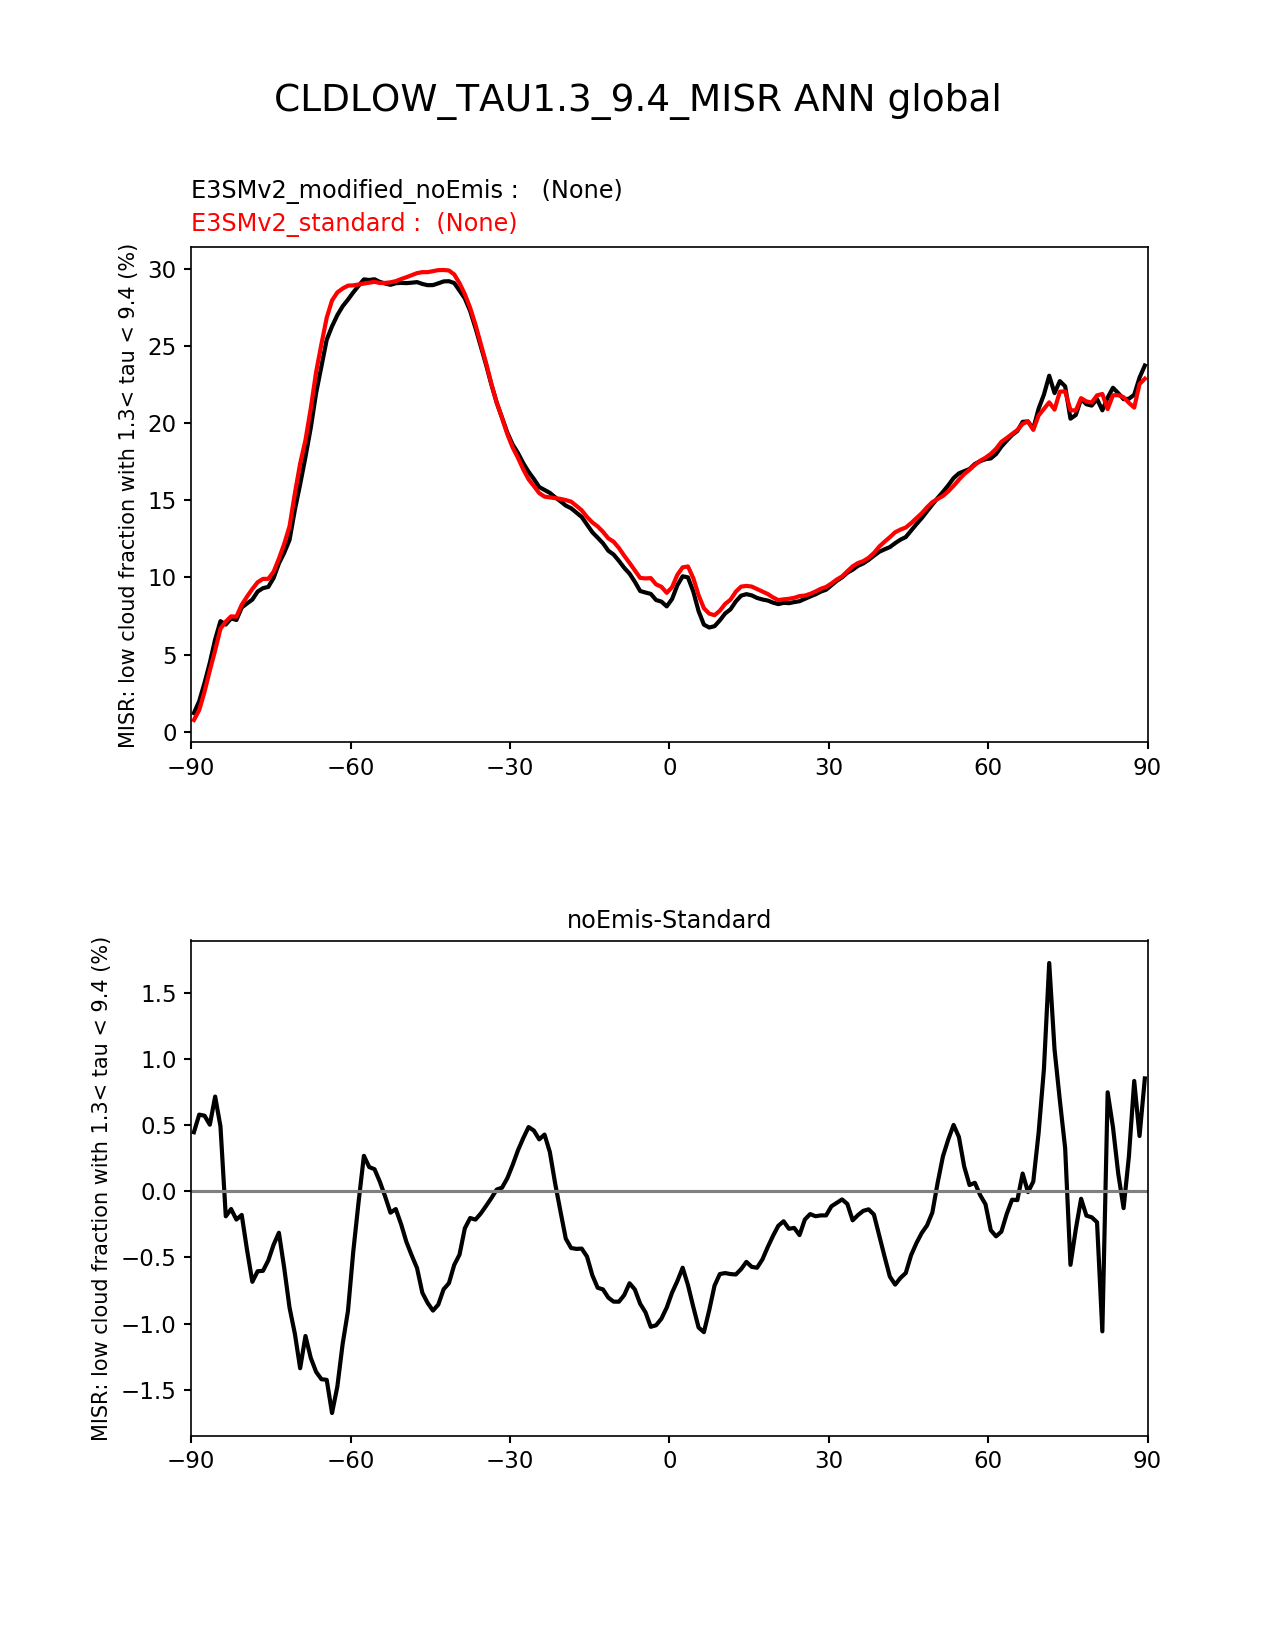 CLDLOW_TAU1.3_9.4_MISR ANN global
E3SMv2_modified_noEmis :   (None)
E3SMv2_standard :  (None)
MISR: low cloud fraction with 1.3< tau < 9.4 (%)
30
25
20
15
10
5
0
−90 −60 −30 0 30 60 90
noEmis-Standard
MISR: low cloud fraction with 1.3< tau < 9.4 (%)
1.5
1.0
0.5
0.0
−0.5
−1.0
−1.5
−90 −60 −30 0 30 60 90